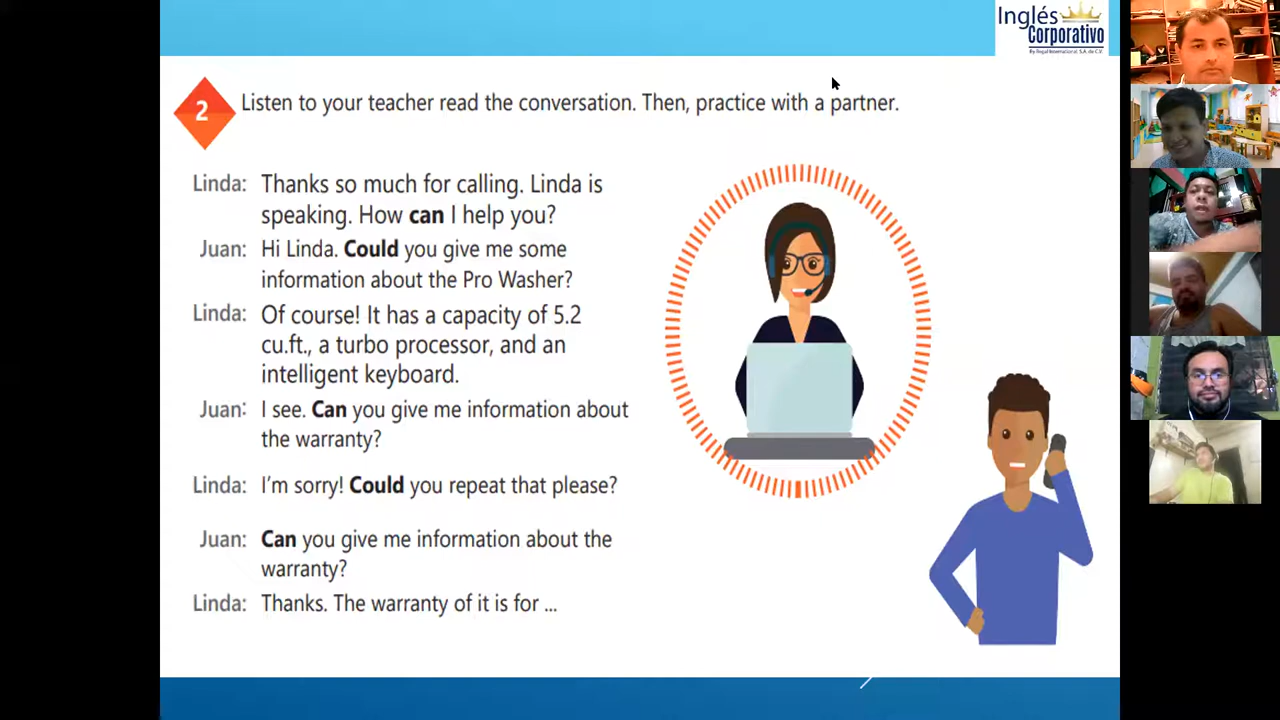 Inglés
Corporativo
By Regal International, S.A. de C.V.
2
Listen to your teacher read the conversation. Then, practice with a partner.
Linda: Thanks so much for calling. Linda is
speaking. How can I help you?
Juan: Hi Linda. Could you give me some
information about the Pro Washer?
Linda: Of course! It has a capacity of 5.2
cu.ft., a turbo processor, and an
intelligent keyboard.
Juan: I see. Can you give me information about
the warranty?
Linda: I'm sorry! Could you repeat that please?
Juan: Can you give me information about the
warranty?
Linda: Thanks. The warranty of it is for ...